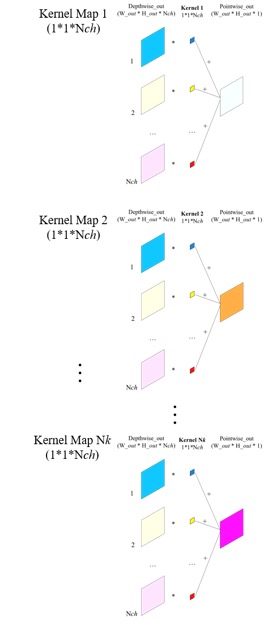 Kernel Map 1
(1*1*Nch)
Depthwise_out
(W_out * H_out * Nch)
Kernel 1
1*1*Nch
Pointwise_out
(W_out * H_out * 1)
1
*
+
2
*
+
...
...
+
Nch
*
Kernel Map 2
(1*1*Nch)
Depthwise_out
(W_out * H_out * Nch)
Kernel 2
1*1*Nch
Pointwise_out
(W_out * H_out * 1)
1
*
+
2
*
+
...
...
+
Nch
*
Kernel Map Nk
(1*1*Nch)
Depthwise_out
(W_out * H_out * Nch)
Kernel Nk
1*1*Nch
Pointwise_out
(W_out * H_out * 1)
1
*
+
2
*
+
...
...
+
Nch
*